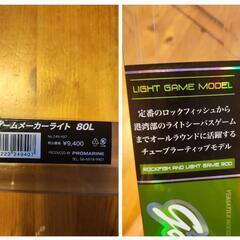 ゲームメーカーライト 80L
No.249-407
税込価格 ¥9,400
PROMARINE
LIGHT GAME MODEL
定番のロックフィッシュから
港湾部のライトシーバスゲーム
までオールラウンドに活躍する
チューブラーティップモデル
ROCKFISH AND LIGHT GAME ROD